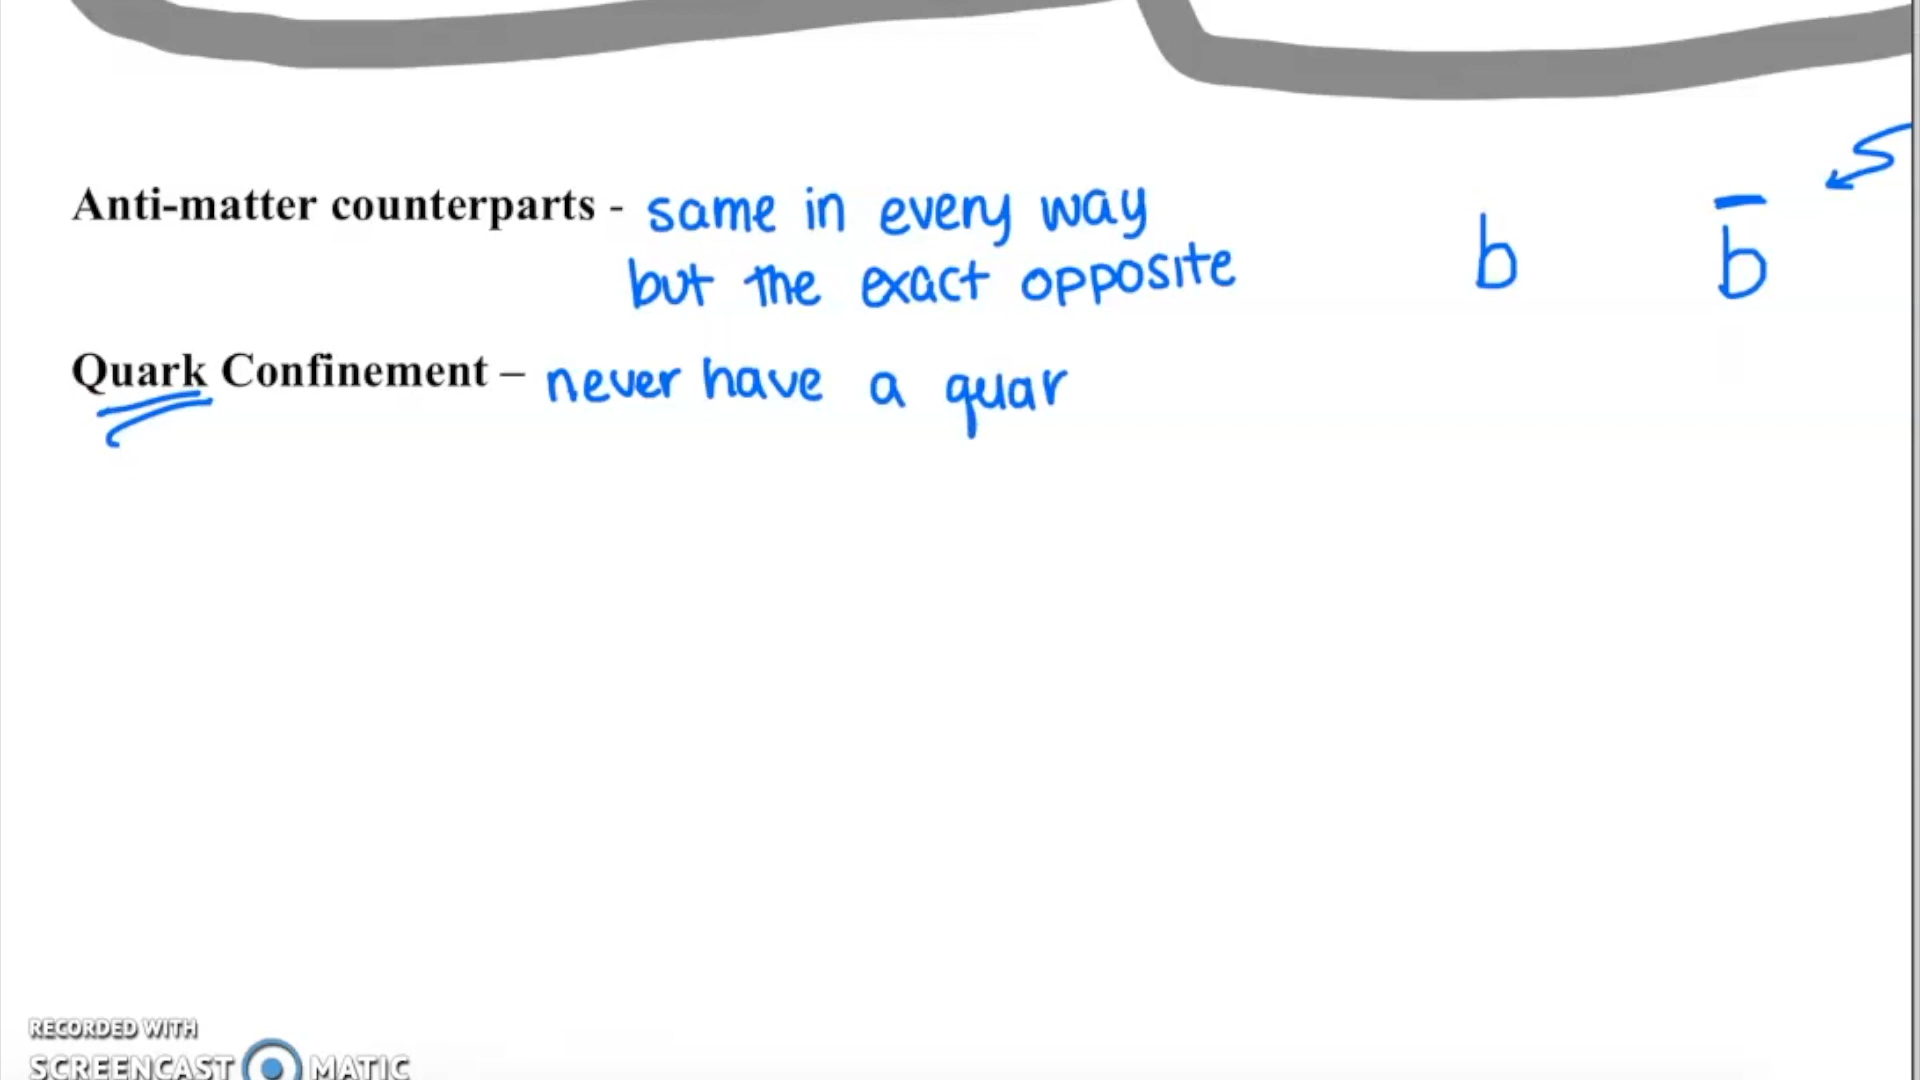 Anti-matter counterparts - same in every way b b̄
but the exact opposite
Quark Confinement – never have a quar
RECORDED WITH
SCREENCAST MATIC